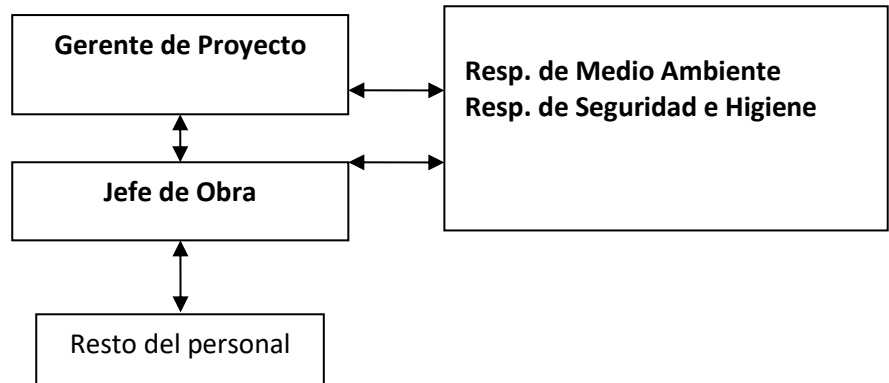 Gerente de Proyecto
Resp. de Medio Ambiente
Resp. de Seguridad e Higiene
Jefe de Obra
Resto del personal